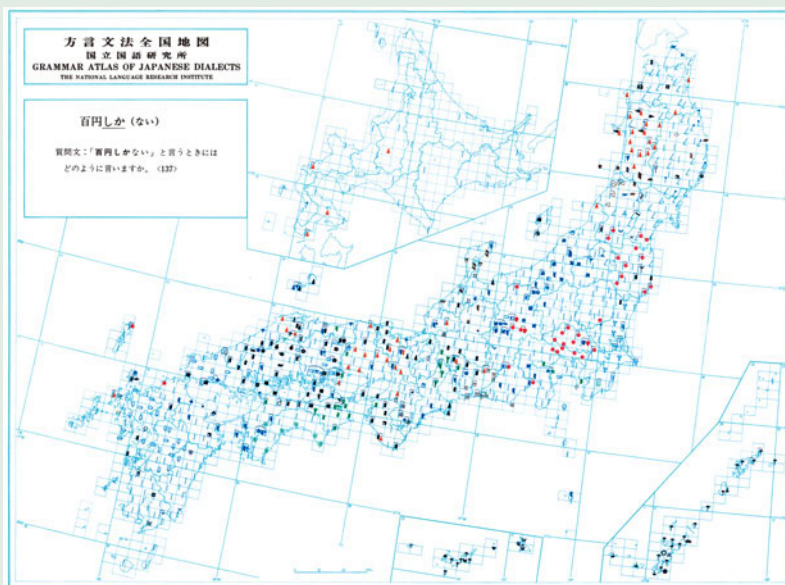 方言文法全国地図
国立国語研究所
GRAMMAR ATLAS OF JAPANESE DIALECTS
THE NATIONAL LANGUAGE RESEARCH INSTITUTE
百円しか（ない）
質問文：「百円しかない」と言うときには
どのように言いますか。〈137〉